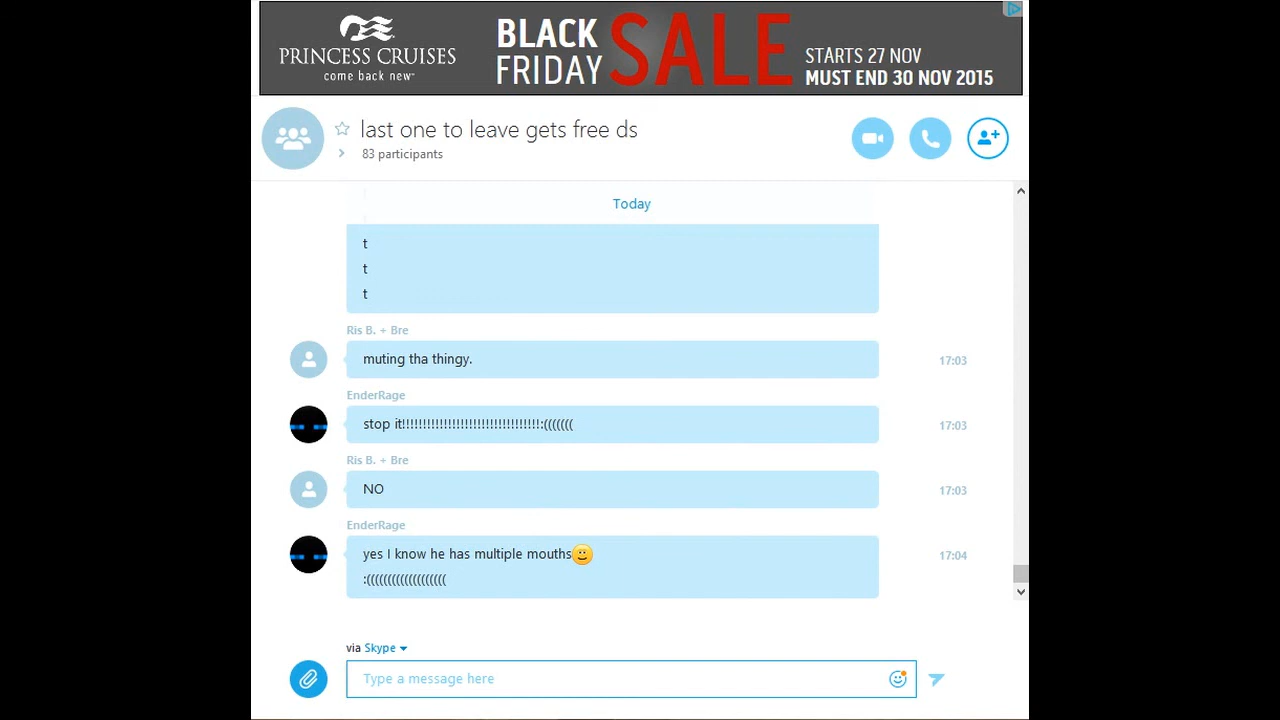 PRINCESS CRUISES
come back new
BLACK
FRIDAY
SALE
STARTS 27 NOV
MUST END 30 NOV 2015
last one to leave gets free ds
83 participants
Today
t
t
t
Ris B. + Bre
muting tha thingy.
17:03
EnderRage
stop it!!!!!!!!!!!!!!!!!!!!!!!!!!!!!!!!!:(((((((
17:03
Ris B. + Bre
NO
17:03
EnderRage
yes I know he has multiple mouths
17:04
:(((((((((((((((((((
via Skype
Type a message here